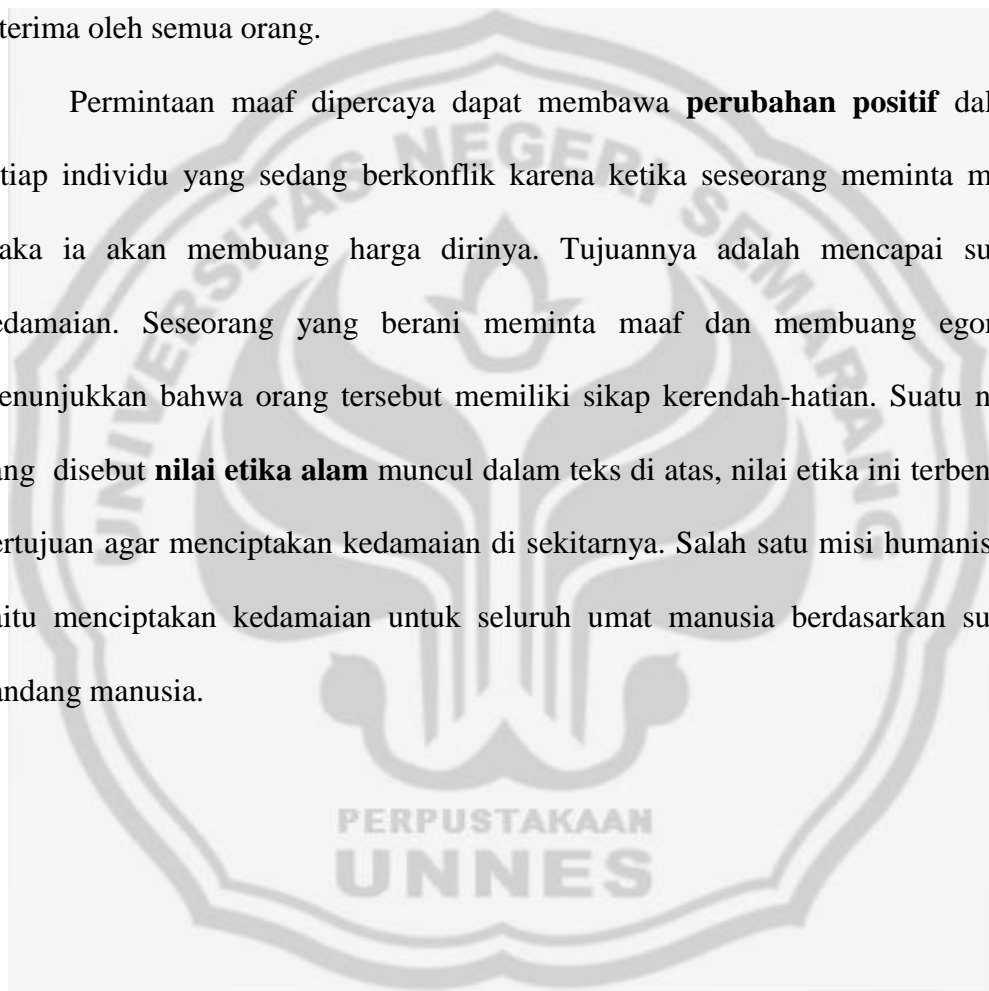 terima oleh semua orang.
Permintaan maaf dipercaya dapat membawa perubahan positif dal
tiap individu yang sedang berkonflik karena ketika seseorang meminta m
aka ia akan membuang harga dirinya. Tujuannya adalah mencapai su
edamaian. Seseorang yang berani meminta maaf dan membuang egon
enunjukkan bahwa orang tersebut memiliki sikap kerendah-hatian. Suatu n
ang disebut nilai etika alam muncul dalam teks di atas, nilai etika ini terben
ertujuan agar menciptakan kedamaian di sekitarnya. Salah satu misi humanis
aitu menciptakan kedamaian untuk seluruh umat manusia berdasarkan su
andang manusia.
UNIVERSITAS NEGERI SEMARANG
PERPUSTAKAAN
UNNES